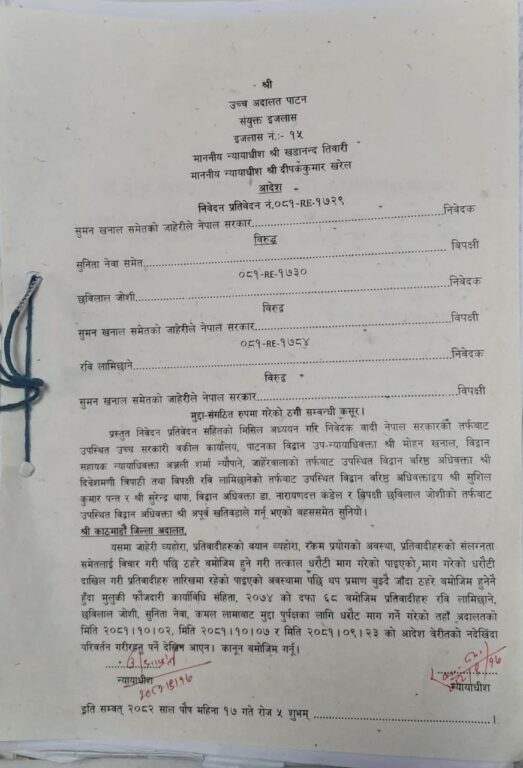 श्री
उच्च अदालत पाटन
संयुक्त इजलास
इजलास नं.:- १५
माननीय न्यायाधीश श्री खडानन्द तिवारी
माननीय न्यायाधीश श्री दीपककुमार खरेल
आदेश
निवेदन प्रतिवेदन नं.०८१-RE-१७२९
सुमन खनाल समेतको जाहेरीले नेपाल सरकार..................................................निवेदक
विरुद्ध
सुनिता नेवा समेत..................................................विपक्षी
०८१-RE-१७३०
छविलाल जोशी..................................................निवेदक
विरुद्व
सुमन खनाल समेतको जाहेरीले नेपाल सरकार..................................................विपक्षी
०८१-RE-१७८४
रवि लामिछाने..................................................निवेदक
विरुद्व
सुमन खनाल समेतको जाहेरीले नेपाल सरकार..................................................विपक्षी
मुद्दाः-संगठित रुपमा गरेको ठगी सम्बन्धी कसूर।
प्रस्तुत निवेदन प्रतिवेदन सहितको मिसिल अध्ययन गरि निवेदक वादी नेपाल सरकारको तर्फबाट
उपस्थित उच्च सरकारी वकील कार्यालय, पाटनका विद्वान उप-न्यायाधिवक्ता श्री मोहन खनाल, विद्वान
सहायक न्यायाधिवक्ता अञ्जली शर्मा न्यौपाने, जाहेरवालाको तर्फबाट उपस्थित विद्वान वरिष्ठ अधिवक्ता श्री
दिनेशमणी त्रिपाठी तथा विपक्षी रवि लामिछानेको तर्फबाट उपस्थित विद्वान वरिष्ठ अधिवक्ताद्वय श्री सुशिल
कुमार पन्त र श्री सुरेन्द्र थापा, विद्वान अधिवक्ता डा. नारायणदत्त कंडेल र विपक्षी छविलाल जोशीको तर्फबाट
उपस्थित विद्वान अधिवक्ता श्री अपूर्व खतिवडाले गर्नु भएको बहससमेत सुनियो।
श्री काठमाडौं जिल्ला अदालत,
यसमा जाहेरी व्यहोरा, प्रतिवादीहरुको बयान व्यहोरा, रकम प्रयोगको अवस्था, प्रतिवादीहरुको संलग्नता
समेतलाई विचार गरी पछि ठहरे बमोजिम हुने गरी तत्काल धरौटी माग गरेको पाइएको, माग गरेको धरौटी
दाखिल गरी प्रतिवादीहरु तारिखमा रहेको पाइएको अवस्थामा पछि थप प्रमाण बुझ्दै जाँदा ठहरे बमोजिम हुनेनै
हुँदा मुलुकी फौजदारी कार्यविधि संहिता, २०७४ को दफा ६८ बमोजिम प्रतिवादीहरु रवि लामिछाने,
छविलाल जोशी, सुनिता नेवा, कमल लामाबाट मुद्दा पुर्पक्षका लागि धरौट माग गर्ने गरेको तहाँ अदालतको
मिति २०८१।१०।०२, मिति २०८१।१०।०७ र मिति २०८१।०९।२३ को आदेश बेरीतको नदेखिंदा
परिवर्तन गरीरहनु पर्ने देखिन आएन। कानून बमोजिम गर्नू।
न्यायाधीश
न्यायाधीश
इति सम्वत् २०८२ साल पौष महिना १७ गते रोज ५ शुभम् ..................................................।